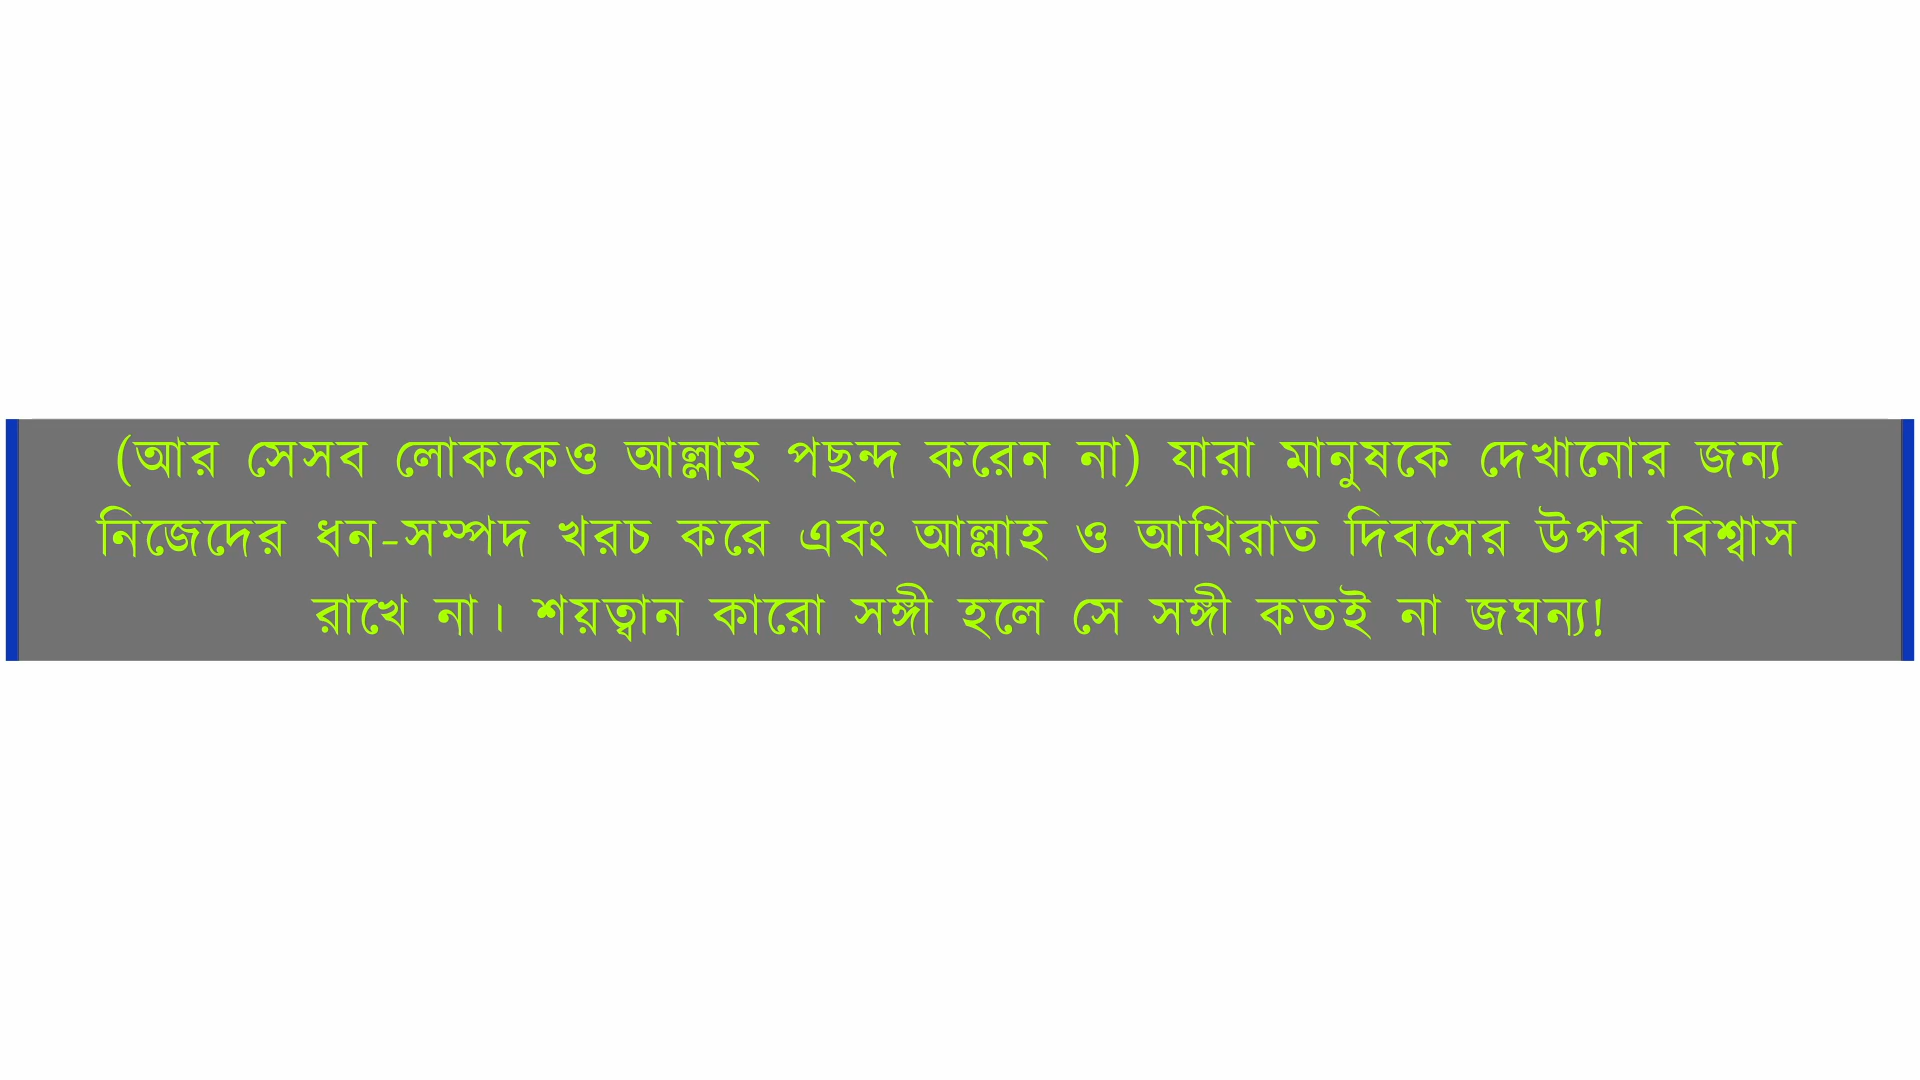 (আর সেসব লোককেও আল্লাহ পছন্দ করেন না) যারা মানুষকে দেখানোর জন্য
নিজেদের ধন-সম্পদ খরচ করে এবং আল্লাহ ও আখিরাত দিবসের উপর বিশ্বাস
রাখে না। শয়ত্বান কারো সঙ্গী হলে সে সঙ্গী কতই না জঘন্য!